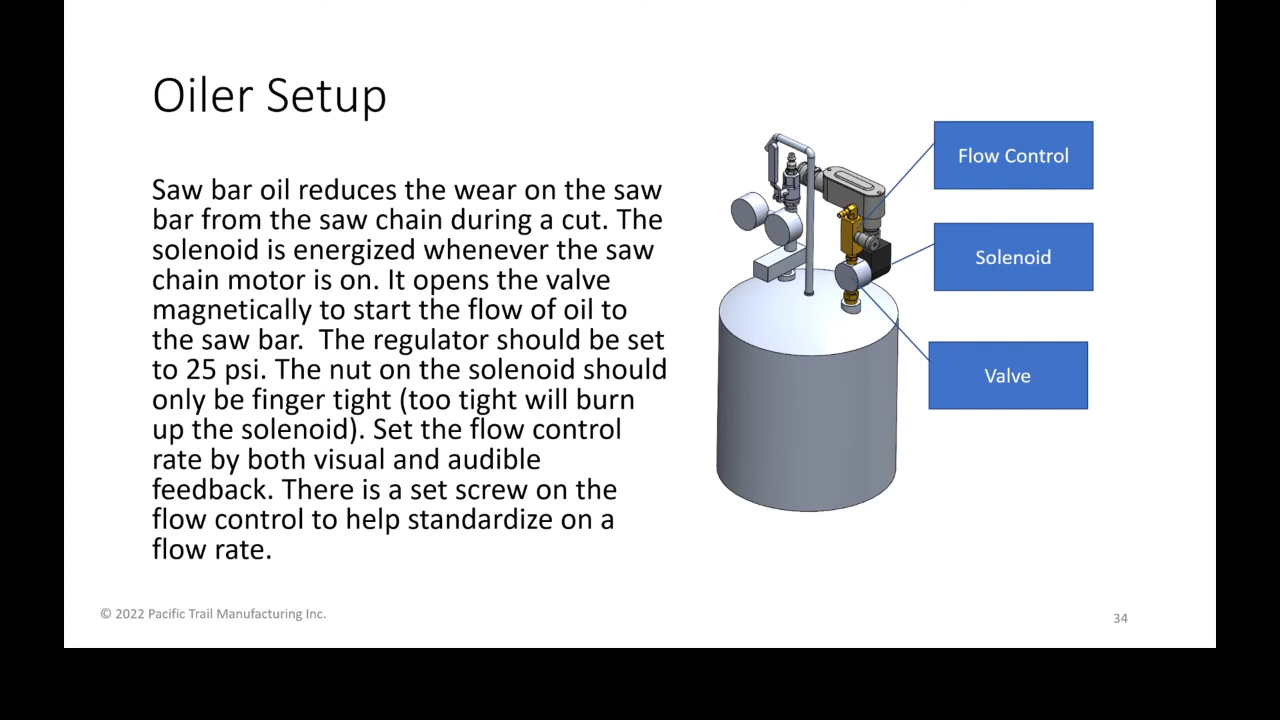 Oiler Setup
Saw bar oil reduces the wear on the saw
bar from the saw chain during a cut. The
solenoid is energized whenever the saw
chain motor is on. It opens the valve
magnetically to start the flow of oil to
the saw bar.  The regulator should be set
to 25 psi. The nut on the solenoid should
only be finger tight (too tight will burn
up the solenoid). Set the flow control
rate by both visual and audible
feedback. There is a set screw on the
flow control to help standardize on a
flow rate.
Flow Control
Solenoid
Valve
© 2022 Pacific Trail Manufacturing Inc.
34